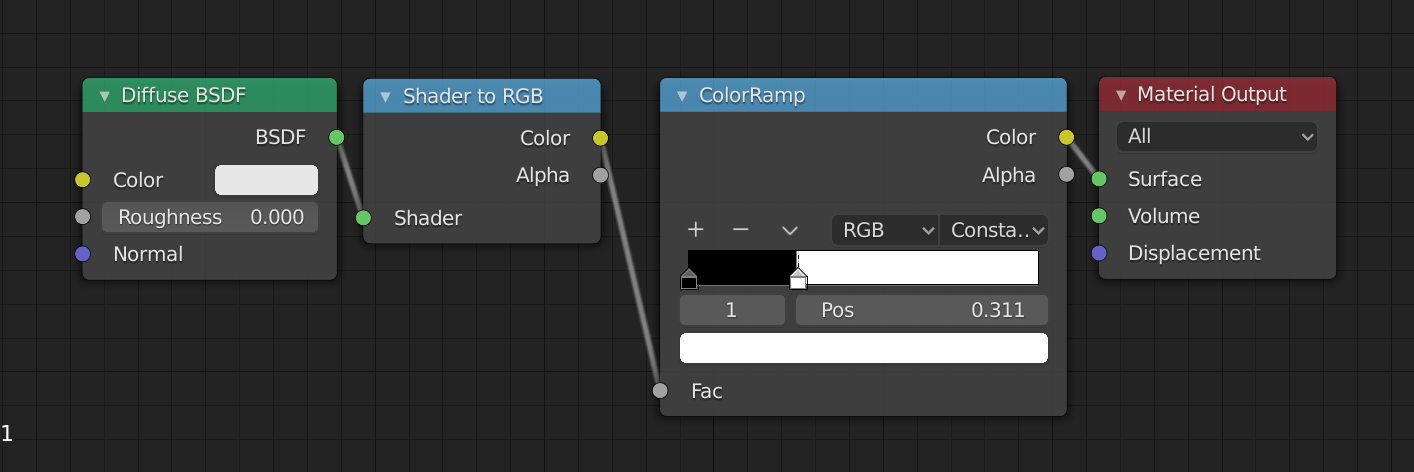 Diffuse BSDF
BSDF
Color
Roughness 0.000
Normal
Shader to RGB
Color
Alpha
Shader
ColorRamp
Color
Alpha
+ − RGB Consta..
1 Pos 0.311
Fac
Material Output
All
Surface
Volume
Displacement
1